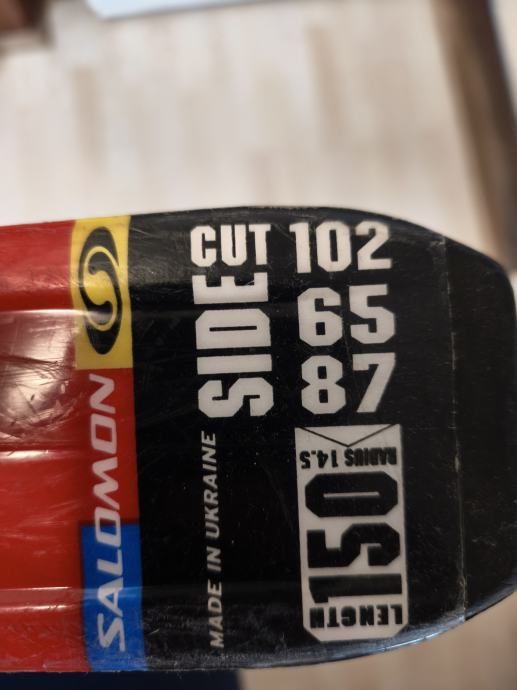 SALOMON
MADE IN UKRAINE
SIDE
CUT
102
65
87
RADIUS 14.5
150
LENGTH